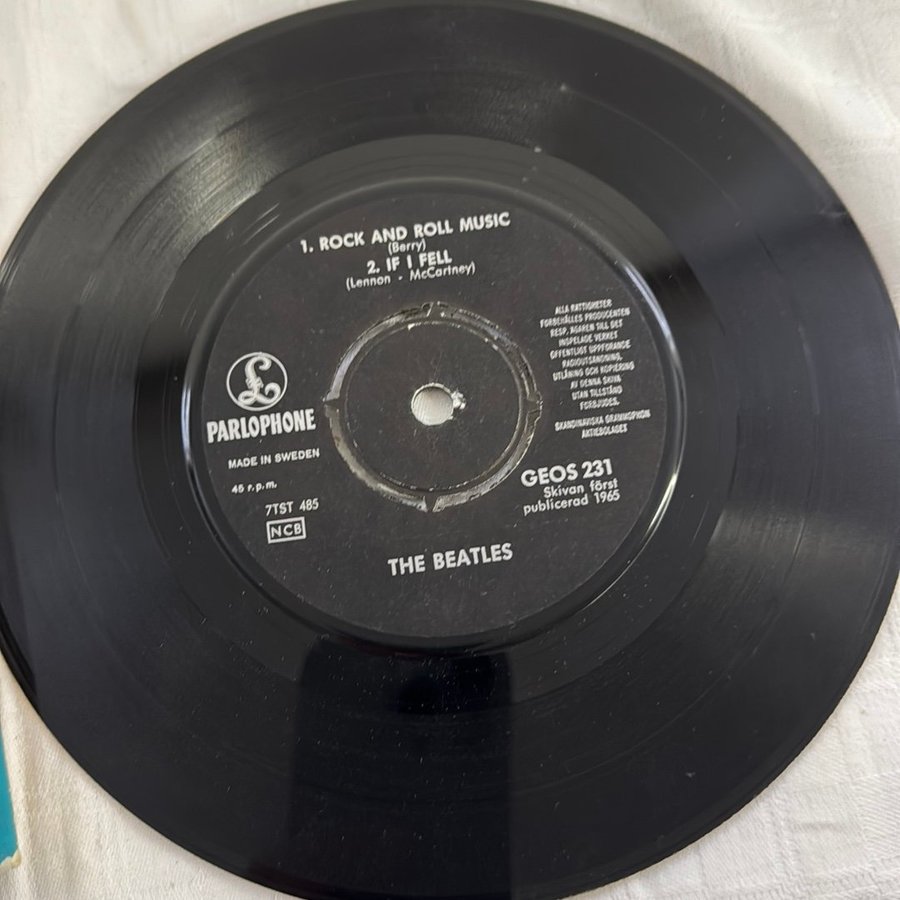 1. ROCK AND ROLL MUSIC
(Berry)
2. IF I FELL
(Lennon - McCartney)
ALLA RÄTTIGHETER
FÖRBEHÅLLES PRODUCENTEN
RESP. ÄGAREN TILL DET
INSPELADE VERKET
OFFENTLIGT UPPFÖRANDE
RADIOUTSÄNDNING,
UTLÅNING OCH KOPIERING
AV DENNA SKIVA
UTAN TILLSTÅND
FÖRBJUDES.
SKANDINAVISKA GRAMMOPHON
AKTIEBOLAGET
£
PARLOPHONE
MADE IN SWEDEN
45 r.p.m.
7TST 485
NCB
GEOS 231
Skivan först
publicerad 1965
THE BEATLES